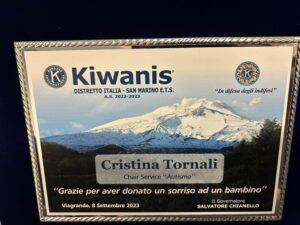 Kiwanis®
DISTRETTO ITALIA - SAN MARINO E.T.S.
A.S. 2022-2023
"In difesa degli indifesi"
Cristina Tornali
Chair Service "Autismo"
"Grazie per aver donato un sorriso ad un bambino"
Viagrande, 8 Settembre 2023
Il Governatore
SALVATORE CHIANELLO